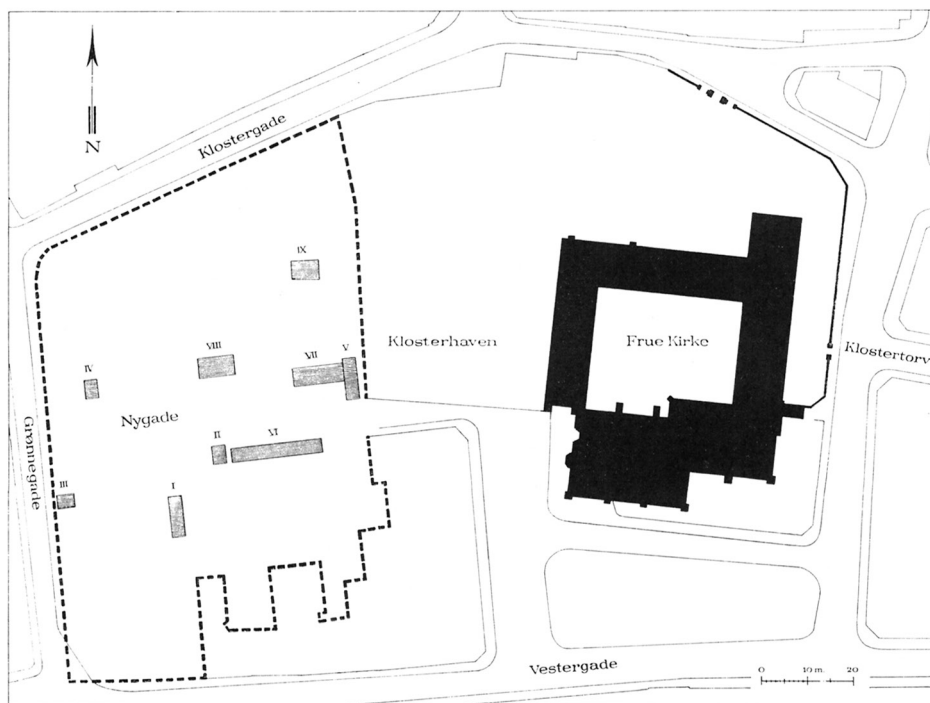 N
Klostergade
IX
VIII
VII
V
IV
Klosterhaven
Frue Kirke
Klostertorv
Nygade
II
VI
III
I
Grønnegade
Vestergade
0 10 m. 20